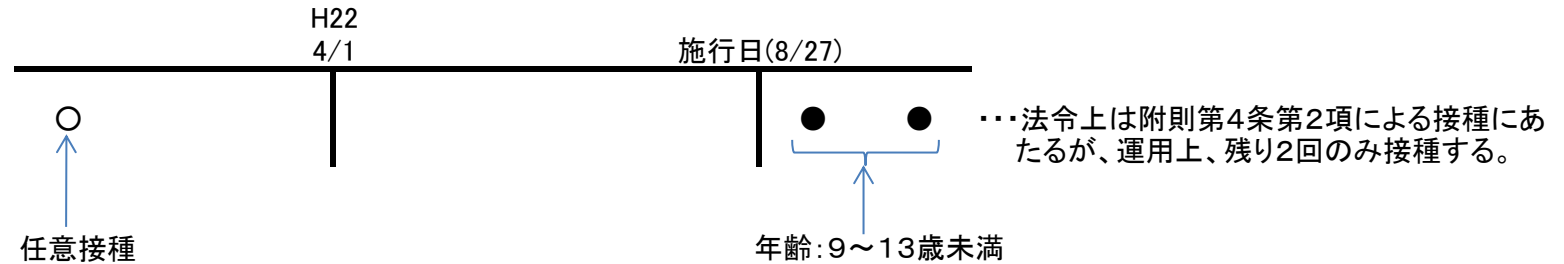 H22
4/1
施行日(8/27)
○ ● ● ・・・法令上は附則第4条第2項による接種にあ
たるが、運用上、残り2回のみ接種する。
任意接種
年齢:9~13歳未満